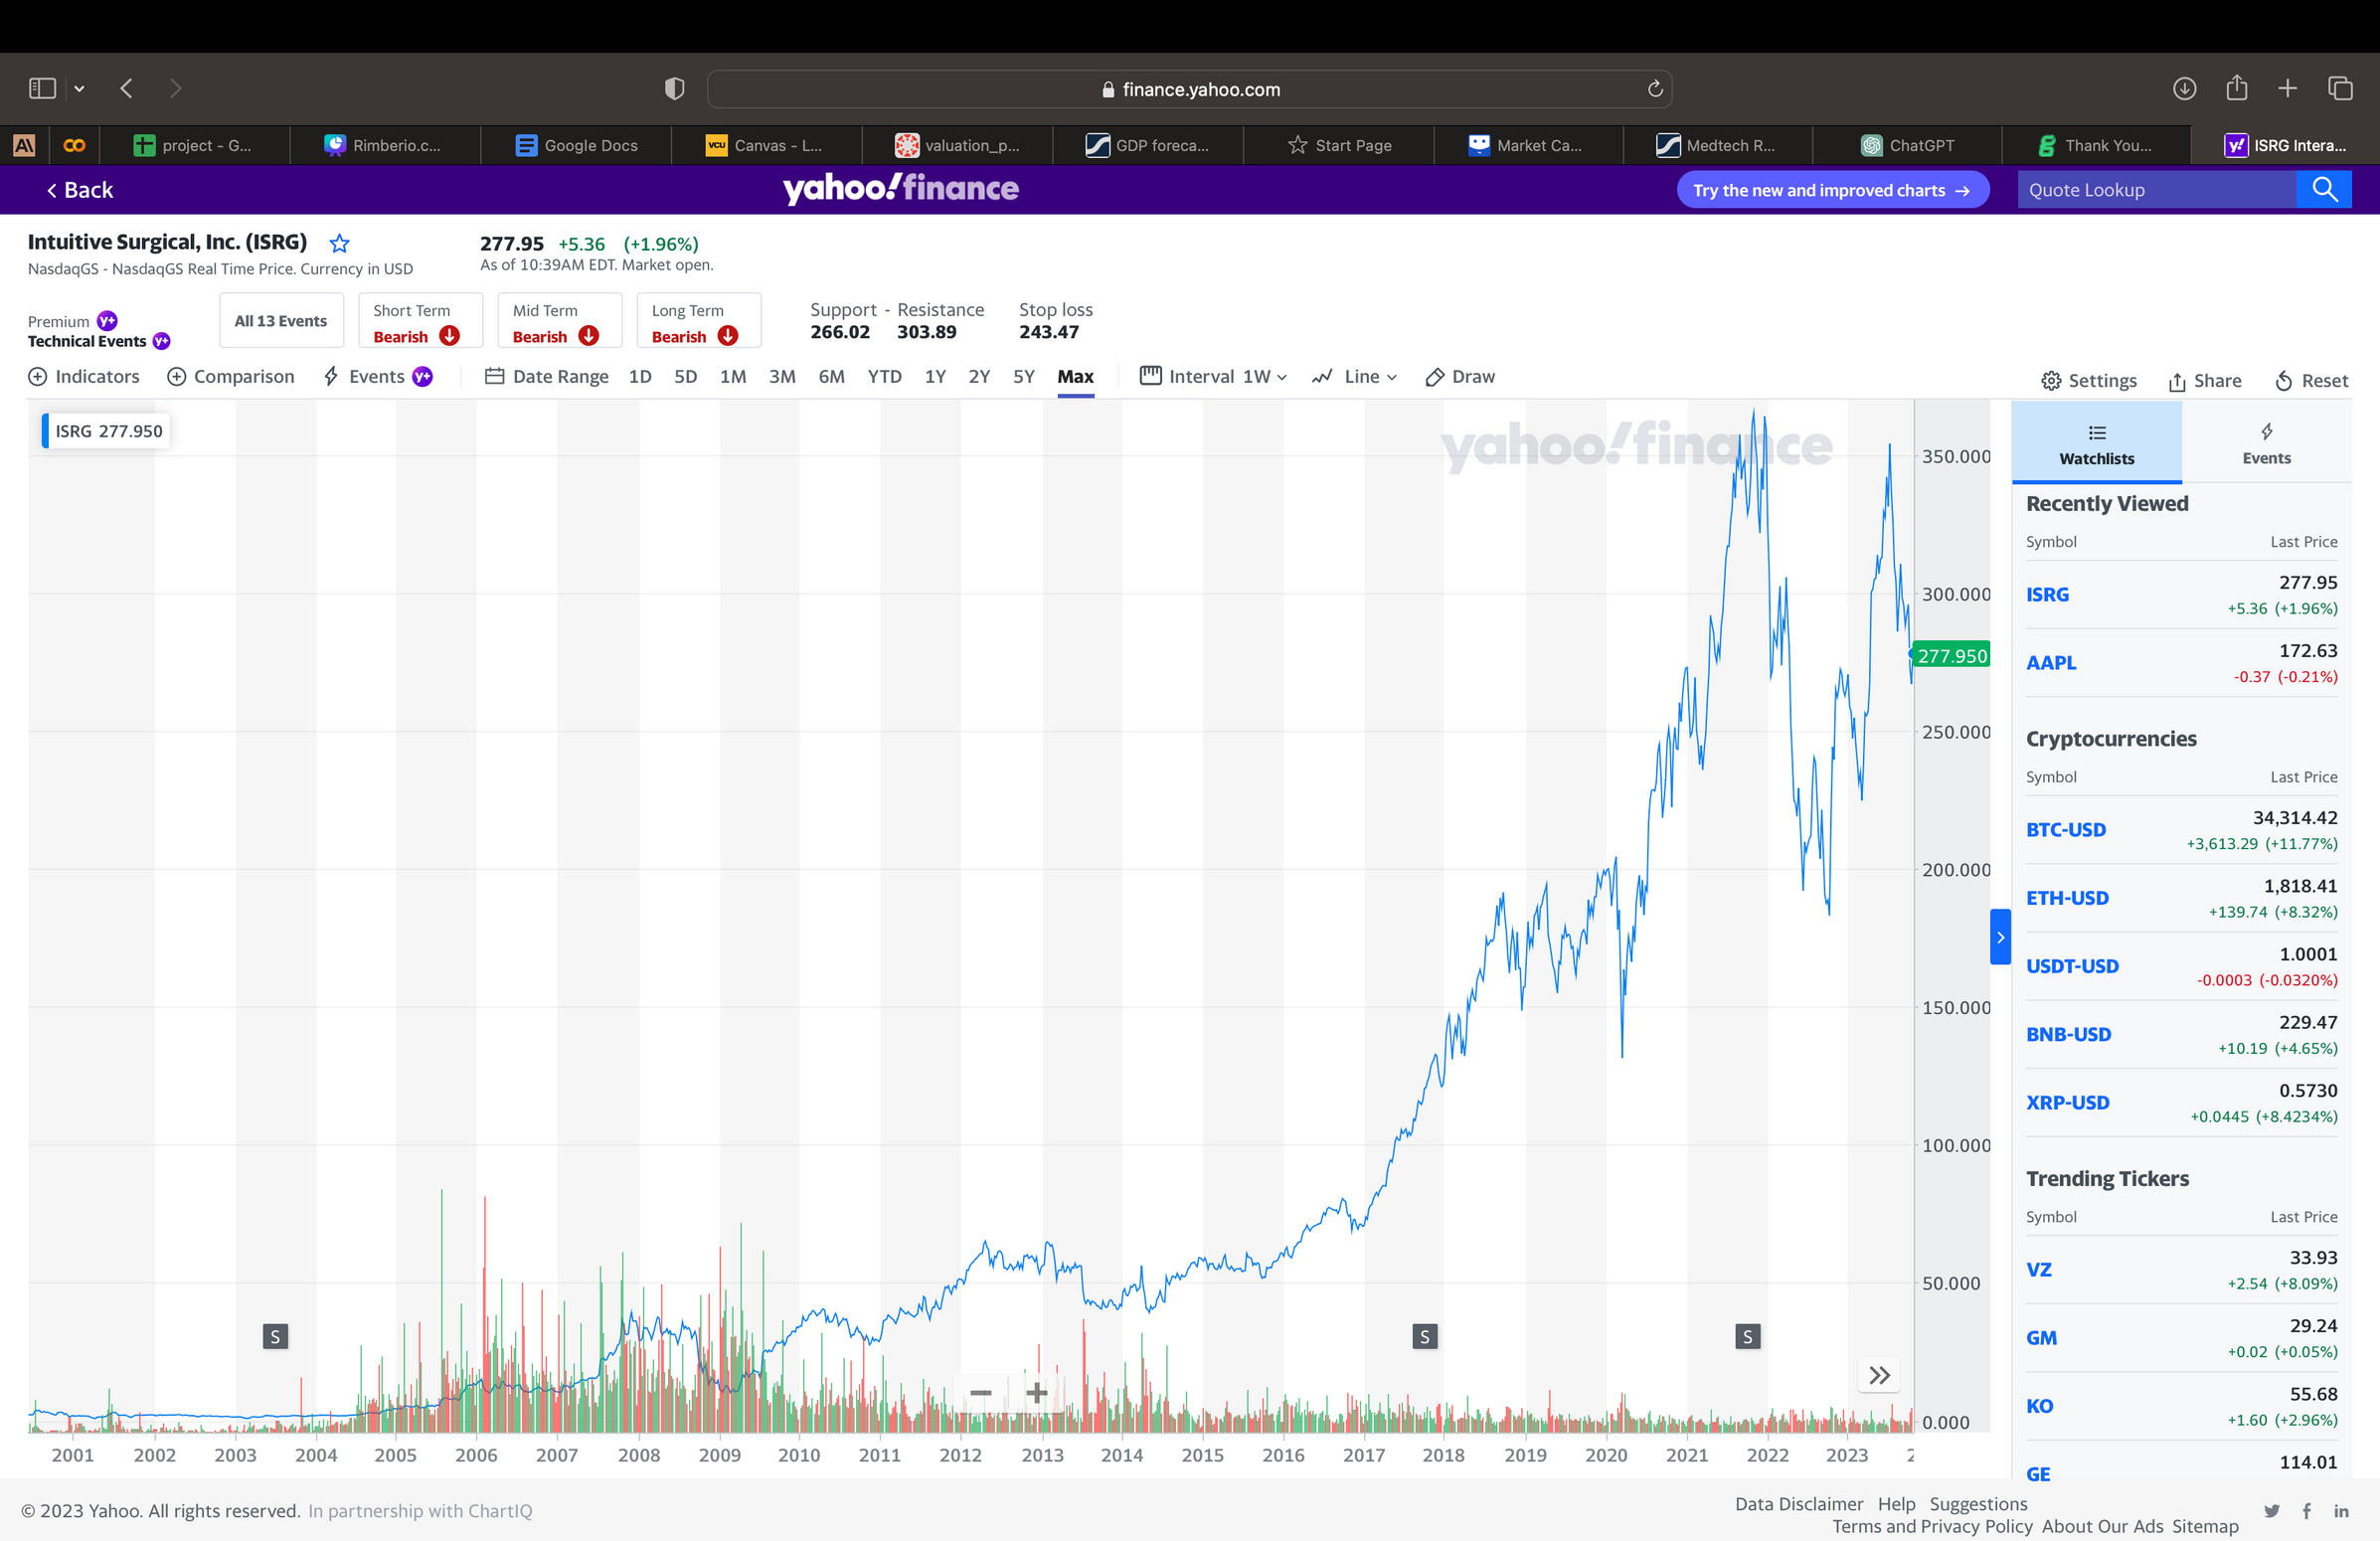 finance.yahoo.com
project - G...
Rimberio.c...
Google Docs
VCU
Canvas - L...
valuation_p...
GDP foreca...
Start Page
Market Ca...
Medtech R...
ChatGPT
Thank You...
y!
ISRG Intera...
Back
yahoo!finance
Try the new and improved charts →
Quote Lookup
Intuitive Surgical, Inc. (ISRG)
277.95 +5.36 (+1.96%)
NasdaqGS - NasdaqGS Real Time Price. Currency in USD
As of 10:39AM EDT. Market open.
Premium y+
Technical Events y+
All 13 Events
Short Term
Bearish
Mid Term
Bearish
Long Term
Bearish
Support - Resistance
266.02 303.89
Stop loss
243.47
Indicators
Comparison
Events y+
Date Range 1D 5D 1M 3M 6M YTD 1Y 2Y 5Y Max
Interval 1W
Line
Draw
Settings
Share
Reset
ISRG 277.950
yahoo!finance
350.000
300.000
277.950
250.000
200.000
150.000
100.000
50.000
0.000
S
S
S
2001 2002 2003 2004 2005 2006 2007 2008 2009 2010 2011 2012 2013 2014 2015 2016 2017 2018 2019 2020 2021 2022 2023
Watchlists
Events
Recently Viewed
Symbol Last Price
ISRG 277.95
+5.36 (+1.96%)
AAPL 172.63
-0.37 (-0.21%)
Cryptocurrencies
Symbol Last Price
BTC-USD 34,314.42
+3,613.29 (+11.77%)
ETH-USD 1,818.41
+139.74 (+8.32%)
USDT-USD 1.0001
-0.0003 (-0.0320%)
BNB-USD 229.47
+10.19 (+4.65%)
XRP-USD 0.5730
+0.0445 (+8.4234%)
Trending Tickers
Symbol Last Price
VZ 33.93
+2.54 (+8.09%)
GM 29.24
+0.02 (+0.05%)
KO 55.68
+1.60 (+2.96%)
GE 114.01
© 2023 Yahoo. All rights reserved. In partnership with ChartIQ
Data Disclaimer Help Suggestions
Terms and Privacy Policy About Our Ads Sitemap